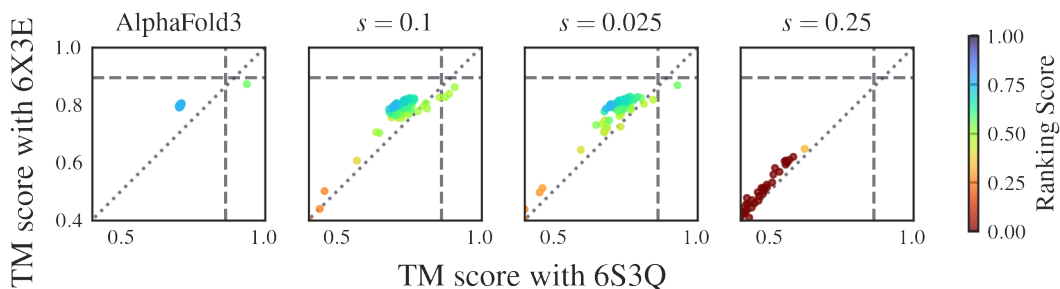 AlphaFold3
s = 0.1
s = 0.025
s = 0.25
TM score with 6X3E
1.0
0.8
0.6
0.4
0.5
1.0
0.5
1.0
0.5
1.0
0.5
1.0
TM score with 6S3Q
1.00
0.75
0.50
0.25
0.00
Ranking Score